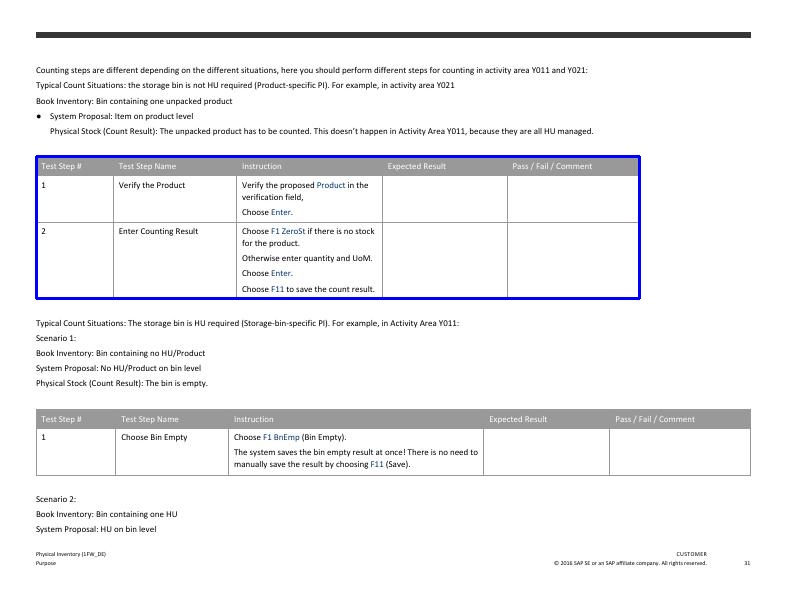 Counting steps are different depending on the different situations, here you should perform different steps for counting in activity area Y011 and Y021:
Typical Count Situations: the storage bin is not HU required (Product-specific PI). For example, in activity area Y021
Book Inventory: Bin containing one unpacked product
● System Proposal: Item on product level
Physical Stock (Count Result): The unpacked product has to be counted. This doesn't happen in Activity Area Y011, because they are all HU managed.
Test Step # Test Step Name Instruction Expected Result Pass / Fail / Comment
1 Verify the Product Verify the proposed Product in the
verification field,
Choose Enter.
2 Enter Counting Result Choose F1 ZeroSt if there is no stock
for the product.
Otherwise enter quantity and UoM.
Choose Enter.
Choose F11 to save the count result.
Typical Count Situations: The storage bin is HU required (Storage-bin-specific PI). For example, in Activity Area Y011:
Scenario 1:
Book Inventory: Bin containing no HU/Product
System Proposal: No HU/Product on bin level
Physical Stock (Count Result): The bin is empty.
Test Step # Test Step Name Instruction Expected Result Pass / Fail / Comment
1 Choose Bin Empty Choose F1 BnEmp (Bin Empty).
The system saves the bin empty result at once! There is no need to
manually save the result by choosing F11 (Save).
Scenario 2:
Book Inventory: Bin containing one HU
System Proposal: HU on bin level
Physical Inventory (1FW_DE) CUSTOMER
Purpose © 2016 SAP SE or an SAP affiliate company. All rights reserved. 31